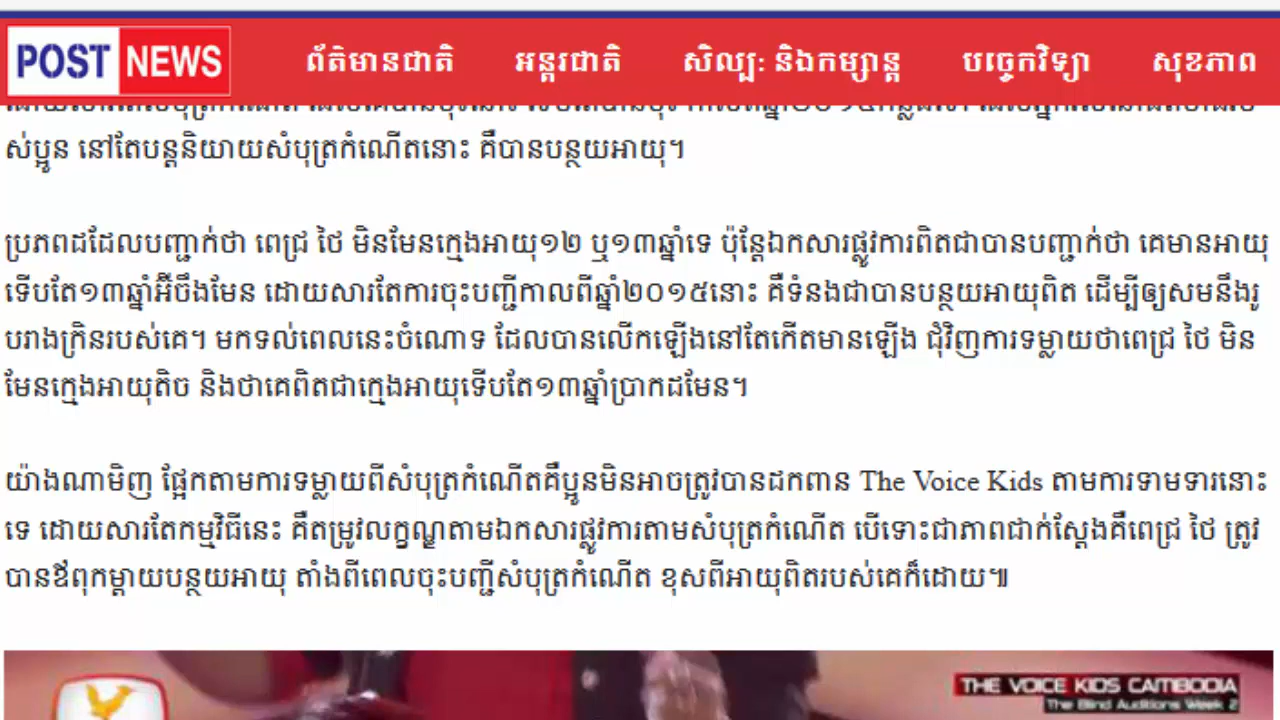 POST NEWS ព័ត៌មានជាតិ អន្តរជាតិ សិល្បៈ និងកម្សាន្ត បច្ចេកវិទ្យា សុខភាព
ស់ប្អូន នៅតែបន្តនិយាយសំបុត្រកំណើតនោះ គឺបានបន្ថយអាយុ។
ប្រភពដដែលបញ្ជាក់ថា ពេជ្រ ថៃ មិនមែនក្មេងអាយុ១២ ឬ១៣ឆ្នាំទេ ប៉ុន្តែឯកសារផ្លូវការពិតជាបានបញ្ជាក់ថា គេមានអាយុ
ទើបតែ១៣ឆ្នាំអ៊ីចឹងមែន ដោយសារតែការចុះបញ្ជីកាលពីឆ្នាំ២០១៥នោះ គឺទំនងជាបានបន្ថយអាយុពិត ដើម្បីឲ្យសមនឹងរូ
បរាងក្រិនរបស់គេ។ មកទល់ពេលនេះចំណោទ ដែលបានលើកឡើងនៅតែកើតមានឡើង ជុំវិញការទម្លាយថាពេជ្រ ថៃ មិន
មែនក្មេងអាយុតិច និងថាគេពិតជាក្មេងអាយុទើបតែ១៣ឆ្នាំប្រាកដមែន។
យ៉ាងណាមិញ ផ្អែកតាមការទម្លាយពីសំបុត្រកំណើតគឺប្អូនមិនអាចត្រូវបានដកពាន The Voice Kids តាមការទាមទារនោះ
ទេ ដោយសារតែកម្មវិធីនេះ គឺតម្រូវលក្ខណ្ឌតាមឯកសារផ្លូវការតាមសំបុត្រកំណើត បើទោះជាភាពជាក់ស្តែងគឺពេជ្រ ថៃ ត្រូវ
បានឪពុកម្តាយបន្ថយអាយុ តាំងពីពេលចុះបញ្ជីសំបុត្រកំណើត ខុសពីអាយុពិតរបស់គេក៏ដោយ៕
THE VOICE KIDS CAMBODIA
The Blind Auditions Week 2